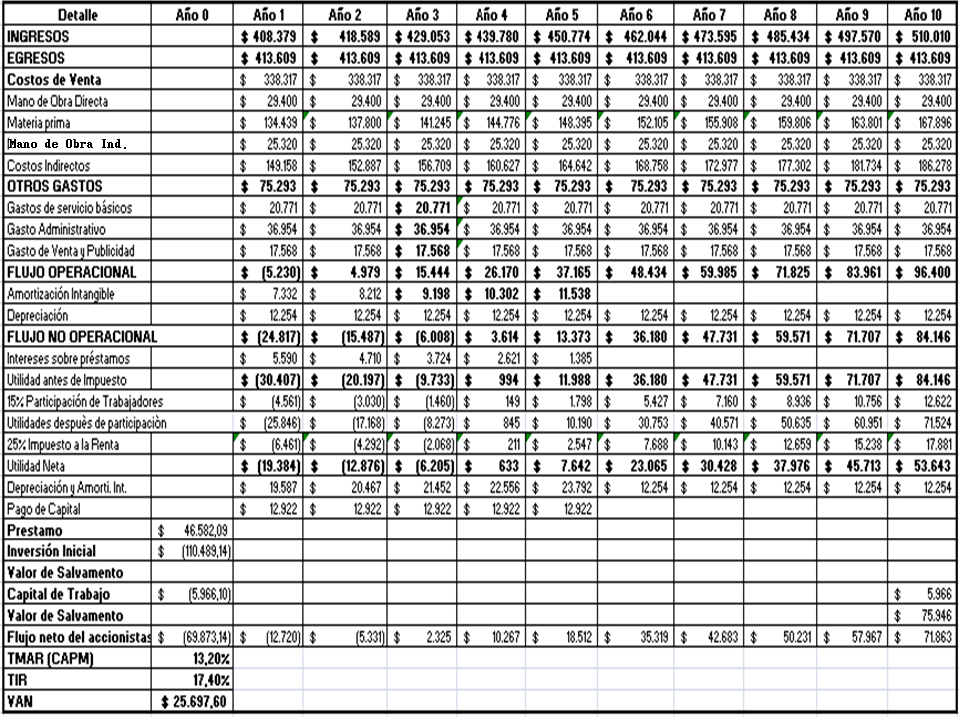 Detalle Año 0 Año 1 Año 2 Año 3 Año 4 Año 5 Año 6 Año 7 Año 8 Año 9 Año 10
INGRESOS $ 408.379 $ 418.589 $ 429.053 $ 439.780 $ 450.774 $ 462.044 $ 473.595 $ 485.434 $ 497.570 $ 510.010
EGRESOS $ 413.609 $ 413.609 $ 413.609 $ 413.609 $ 413.609 $ 413.609 $ 413.609 $ 413.609 $ 413.609 $ 413.609
Costos de Venta $ 338.317 $ 338.317 $ 338.317 $ 338.317 $ 338.317 $ 338.317 $ 338.317 $ 338.317 $ 338.317 $ 338.317
Mano de Obra Directa $ 29.400 $ 29.400 $ 29.400 $ 29.400 $ 29.400 $ 29.400 $ 29.400 $ 29.400 $ 29.400 $ 29.400
Materia prima $ 134.439 $ 137.800 $ 141.245 $ 144.776 $ 148.395 $ 152.105 $ 155.908 $ 159.806 $ 163.801 $ 167.896
Mano de Obra Ind. $ 25.320 $ 25.320 $ 25.320 $ 25.320 $ 25.320 $ 25.320 $ 25.320 $ 25.320 $ 25.320 $ 25.320
Costos Indirectos $ 149.158 $ 152.887 $ 156.709 $ 160.627 $ 164.642 $ 168.758 $ 172.977 $ 177.302 $ 181.734 $ 186.278
OTROS GASTOS $ 75.293 $ 75.293 $ 75.293 $ 75.293 $ 75.293 $ 75.293 $ 75.293 $ 75.293 $ 75.293 $ 75.293
Gastos de servicio básicos $ 20.771 $ 20.771 $ 20.771 $ 20.771 $ 20.771 $ 20.771 $ 20.771 $ 20.771 $ 20.771 $ 20.771
Gasto Administrativo $ 36.954 $ 36.954 $ 36.954 $ 36.954 $ 36.954 $ 36.954 $ 36.954 $ 36.954 $ 36.954 $ 36.954
Gasto de Venta y Publicidad $ 17.568 $ 17.568 $ 17.568 $ 17.568 $ 17.568 $ 17.568 $ 17.568 $ 17.568 $ 17.568 $ 17.568
FLUJO OPERACIONAL $ (5.230) $ 4.979 $ 15.444 $ 26.170 $ 37.165 $ 48.434 $ 59.985 $ 71.825 $ 83.961 $ 96.400
Amortización Intangible $ 7.332 $ 8.212 $ 9.198 $ 10.302 $ 11.538
Depreciación $ 12.254 $ 12.254 $ 12.254 $ 12.254 $ 12.254 $ 12.254 $ 12.254 $ 12.254 $ 12.254 $ 12.254
FLUJO NO OPERACIONAL $ (24.817) $ (15.487) $ (6.008) $ 3.614 $ 13.373 $ 36.180 $ 47.731 $ 59.571 $ 71.707 $ 84.146
Intereses sobre préstamos $ 5.590 $ 4.710 $ 3.724 $ 2.621 $ 1.385
Utilidad antes de Impuesto $ (30.407) $ (20.197) $ (9.733) $ 994 $ 11.988 $ 36.180 $ 47.731 $ 59.571 $ 71.707 $ 84.146
15% Participación de Trabajadores $ (4.561) $ (3.030) $ (1.460) $ 149 $ 1.798 $ 5.427 $ 7.160 $ 8.936 $ 10.756 $ 12.622
Utilidades despuès de participaciòn $ (25.846) $ (17.168) $ (8.273) $ 845 $ 10.190 $ 30.753 $ 40.571 $ 50.635 $ 60.951 $ 71.524
25% Impuesto a la Renta $ (6.461) $ (4.292) $ (2.068) $ 211 $ 2.547 $ 7.688 $ 10.143 $ 12.659 $ 15.238 $ 17.881
Utilidad Neta $ (19.384) $ (12.876) $ (6.205) $ 633 $ 7.642 $ 23.065 $ 30.428 $ 37.976 $ 45.713 $ 53.643
Depreciación y Amorti. Int. $ 19.587 $ 20.467 $ 21.452 $ 22.556 $ 23.792 $ 12.254 $ 12.254 $ 12.254 $ 12.254 $ 12.254
Pago de Capital $ 12.922 $ 12.922 $ 12.922 $ 12.922 $ 12.922
Prestamo $ 46.582,09
Inversión Inicial $ (110.489,14)
Valor de Salvamento
Capital de Trabajo $ (5.966,10) $ 5.966
Valor de Salvamento $ 75.946
Flujo neto del accionistas $ (69.873,14) $ (12.720) $ (5.331) $ 2.325 $ 10.267 $ 18.512 $ 35.319 $ 42.683 $ 50.231 $ 57.967 $ 71.863
TMAR (CAPM) 13,20%
TIR 17,40%
VAN $ 25.697,60